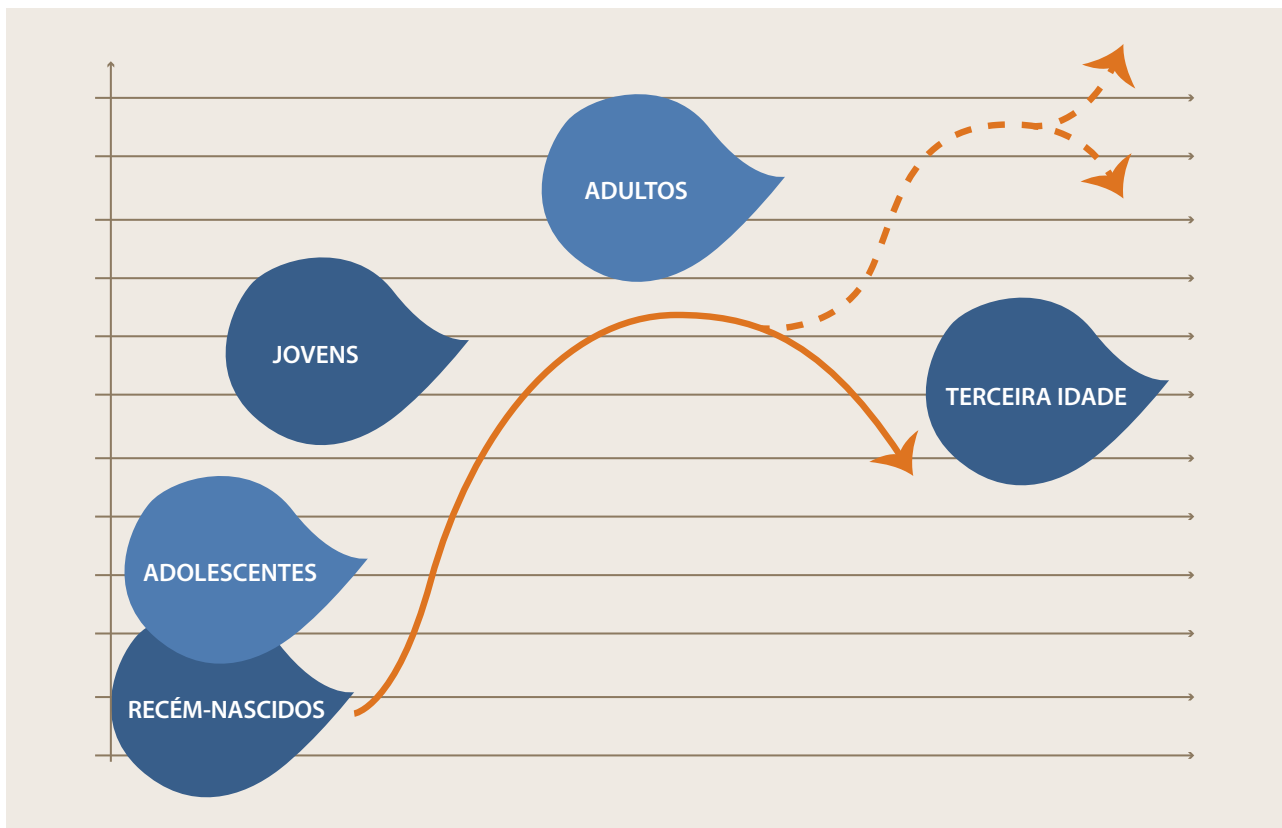 ADULTOS
JOVENS
TERCEIRA IDADE
ADOLESCENTES
RECÉM-NASCIDOS